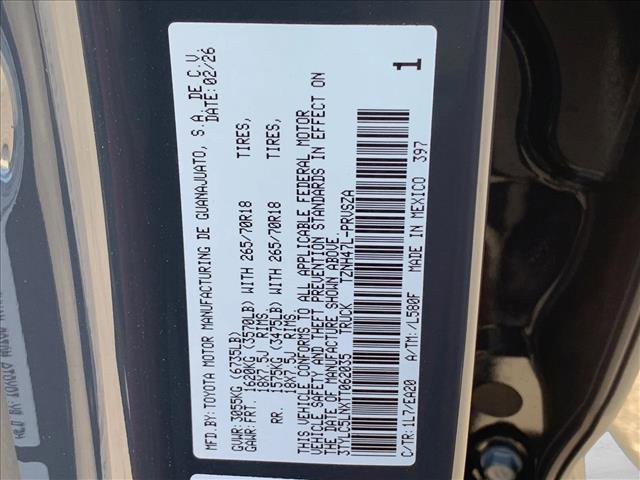 MFD.BY: TOYOTA MOTOR MANUFACTURING DE GUANAJUATO, S.A.DE C.V.
DATE: 02/26
GVWR: 3055KG (6735LB)
GAWR: FRT. 1620KG (3570LB) WITH 265/70R18 TIRES,
18X7.5J RIMS,
RR. 1575KG (3475LB) WITH 265/70R18 TIRES,
18X7.5J RIMS,
THIS VEHICLE CONFORMS TO ALL APPLICABLE FEDERAL MOTOR
VEHICLE SAFETY AND THEFT PREVENTION STANDARDS IN EFFECT ON
THE DATE OF MANUFACTURE SHOWN ABOVE.
3TYLC5LNXTT062035 TRUCK TZNH47L-PRVSZA
C/TR: 1L7/EA20 A/TM: /L580F MADE IN MEXICO 397
1